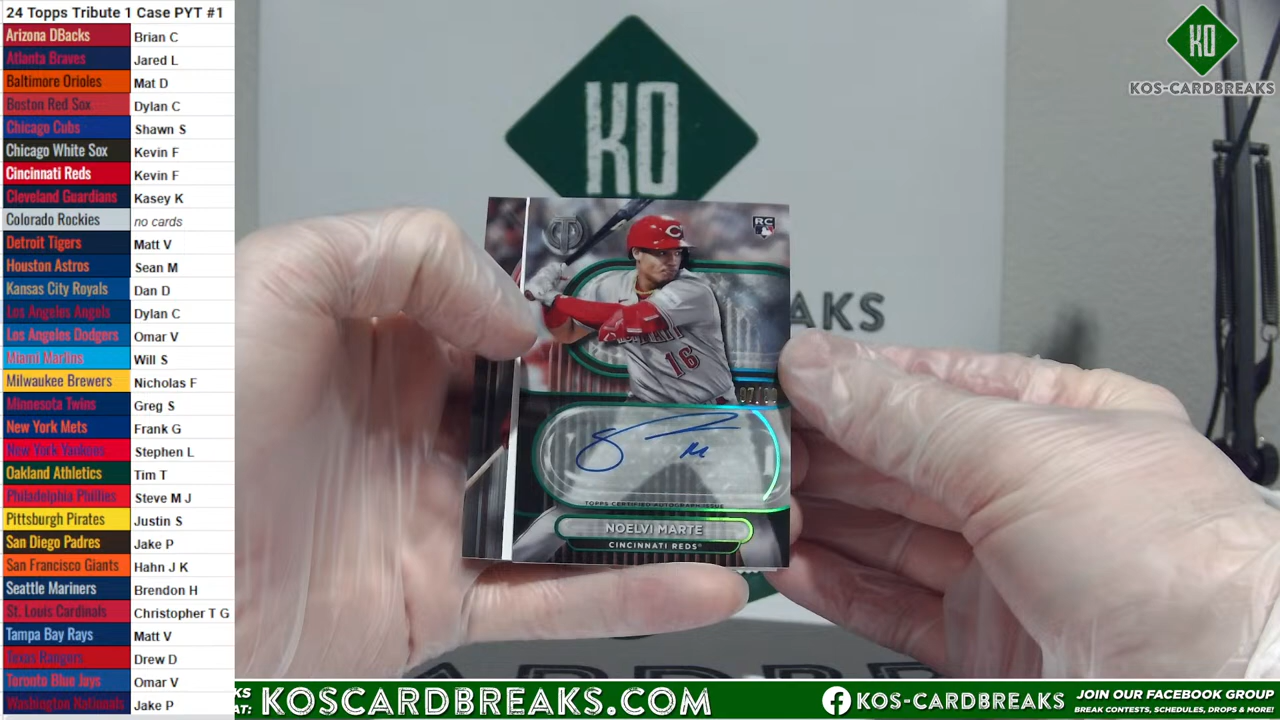 24 Topps Tribute 1 Case PYT #1
Arizona DBacks Brian C
Atlanta Braves Jared L
Baltimore Orioles Mat D
Boston Red Sox Dylan C
Chicago Cubs Shawn S
Chicago White Sox Kevin F
Cincinnati Reds Kevin F
Cleveland Guardians Kasey K
Colorado Rockies no cards
Detroit Tigers Matt V
Houston Astros Sean M
Kansas City Royals Dan D
Los Angeles Angels Dylan C
Los Angeles Dodgers Omar V
Miami Marlins Will S
Milwaukee Brewers Nicholas F
Minnesota Twins Greg S
New York Mets Frank G
New York Yankees Stephen L
Oakland Athletics Tim T
Philadelphia Phillies Steve M J
Pittsburgh Pirates Justin S
San Diego Padres Jake P
San Francisco Giants Hahn J K
Seattle Mariners Brendon H
St. Louis Cardinals Christopher T G
Tampa Bay Rays Matt V
Texas Rangers Drew D
Toronto Blue Jays Omar V
Washington Nationals Jake P
KO
KO
KOS-CARDBREAKS
RC
16
TOPPS CERTIFIED AUTOGRAPH ISSUE
NOELVI MARTE
CINCINNATI REDS®
KS
AT: KOSCARDBREAKS.COM
KOS-CARDBREAKS
JOIN OUR FACEBOOK GROUP
BREAK CONTESTS, SCHEDULES, DROPS & MORE!